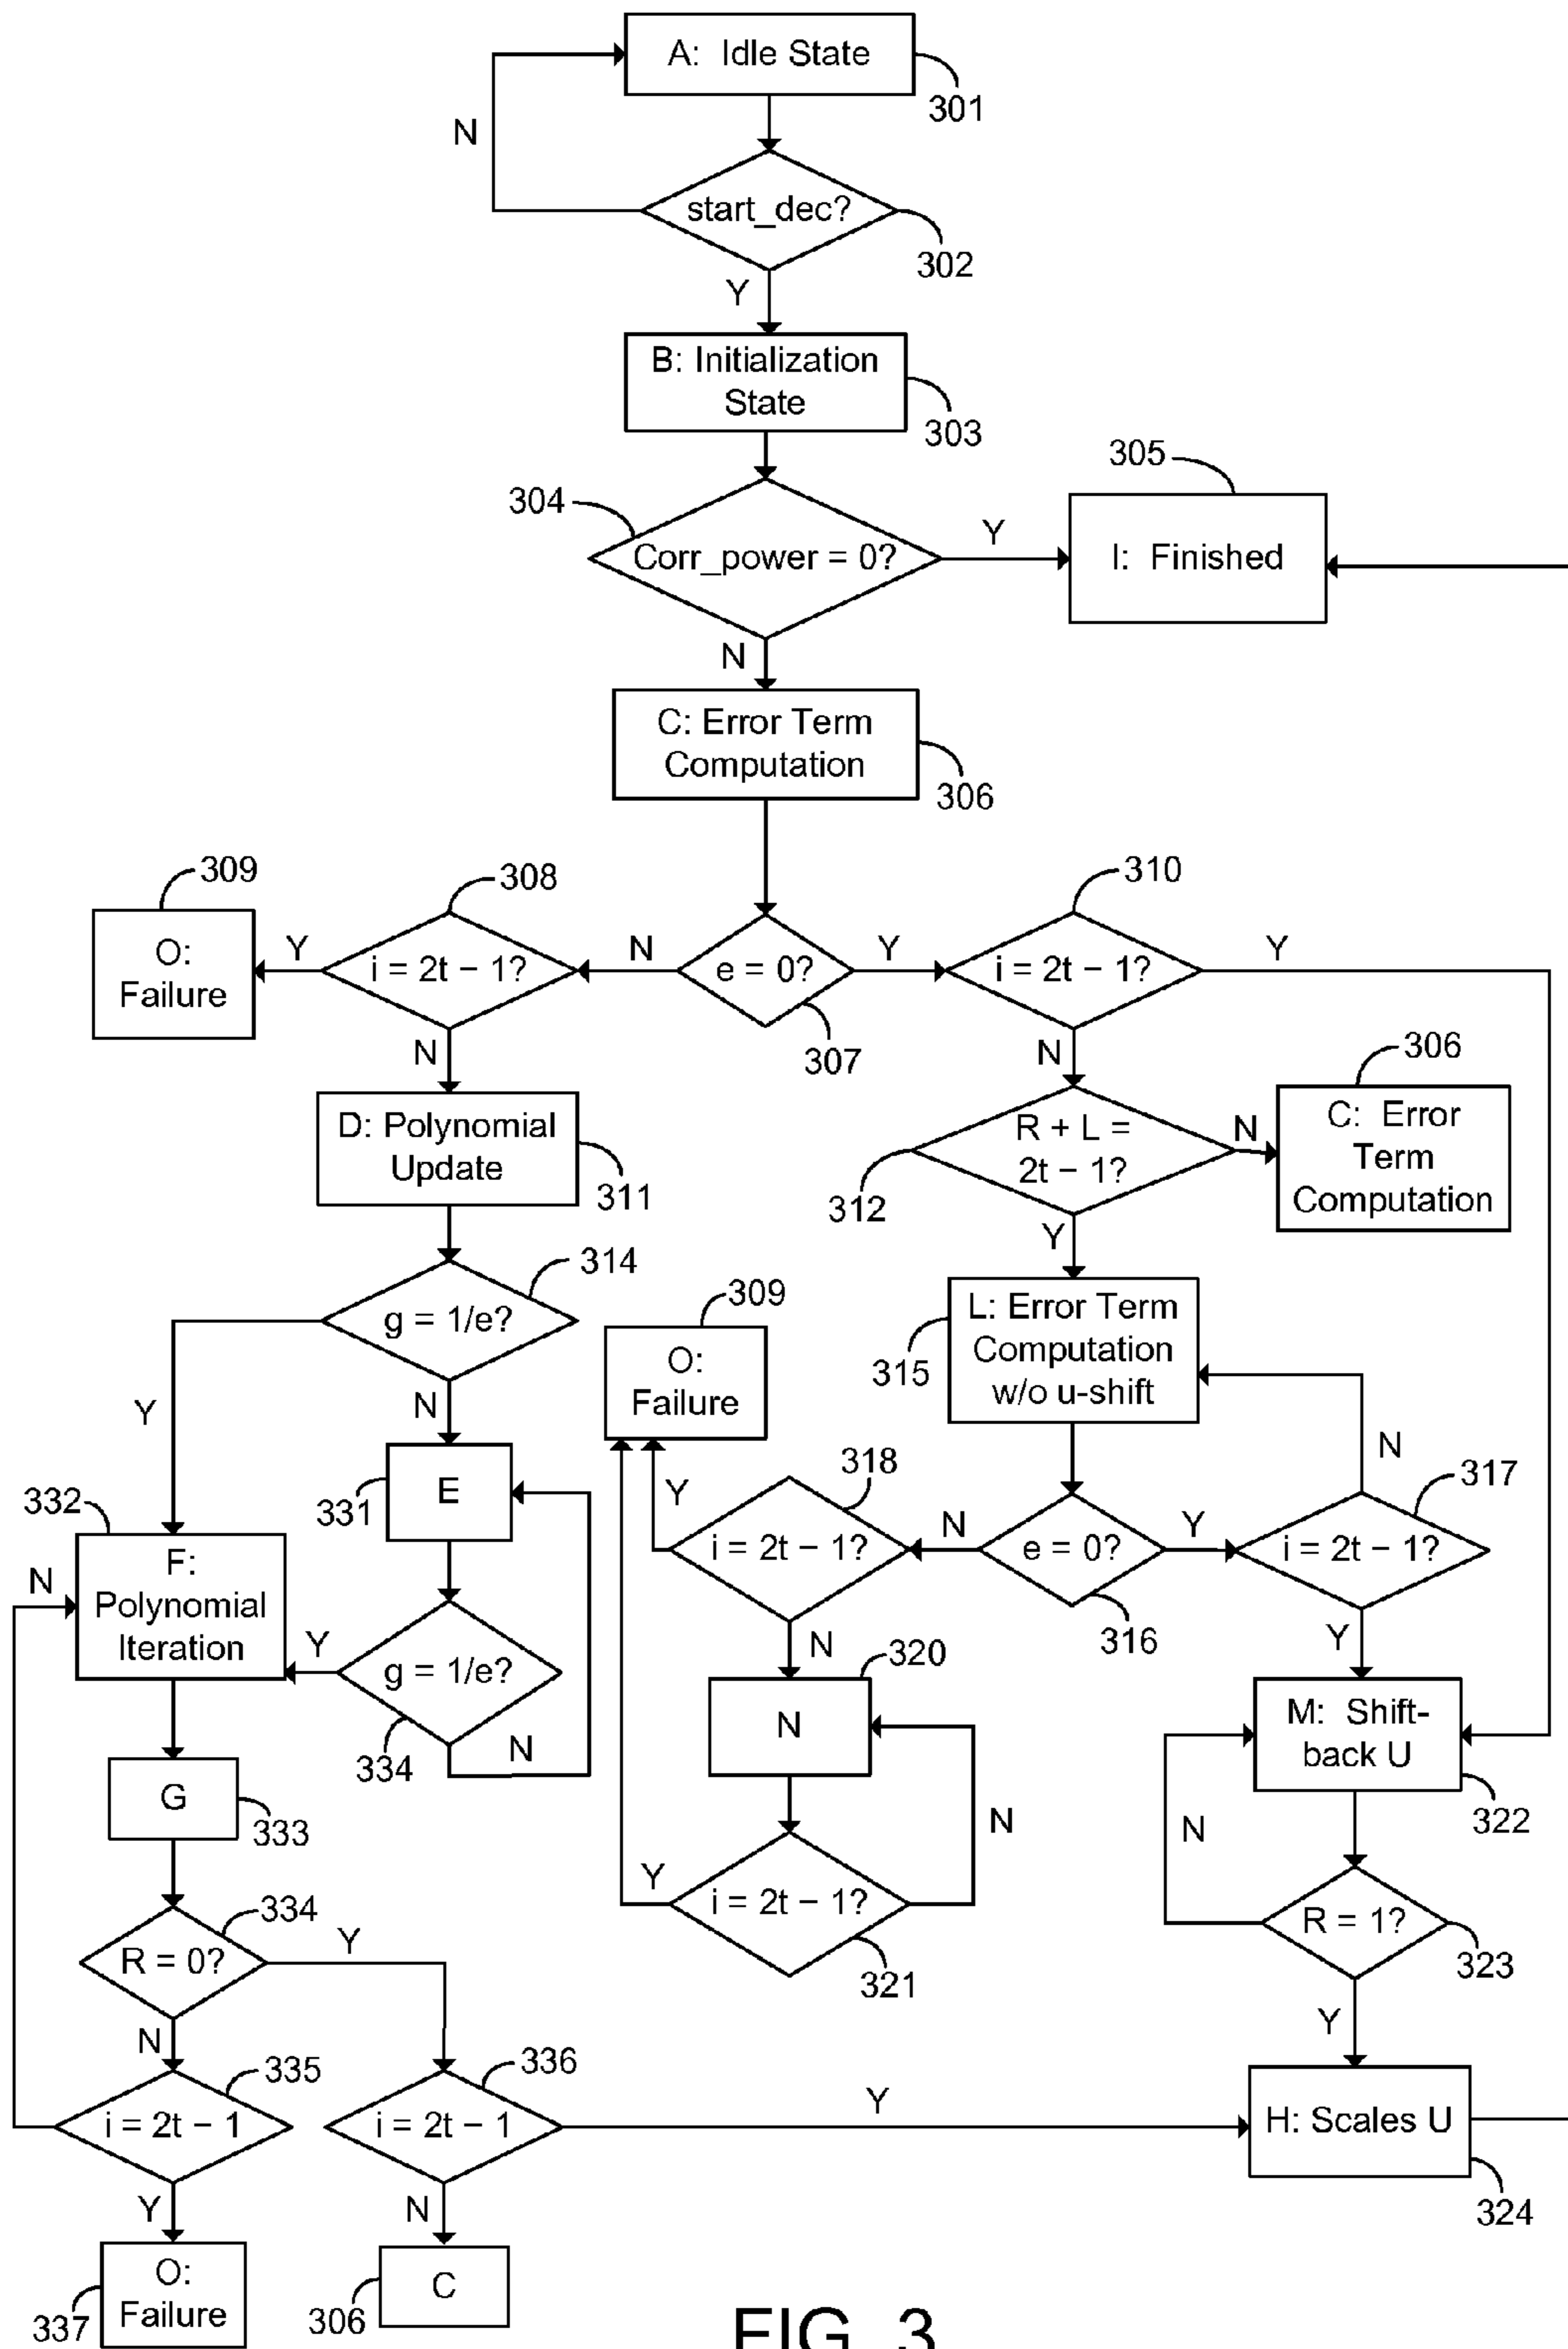 A: Idle State
301
N
start_dec?
302
Y
B: Initialization
State
303
304
Corr_power = 0?
Y
305
I: Finished
N
C: Error Term
Computation
306
309
O:
Failure
Y
308
i = 2t − 1?
N
e = 0?
307
Y
310
i = 2t − 1?
Y
N
N
D: Polynomial
Update
311
R + L =
2t − 1?
312
N
306
C: Error
Term
Computation
Y
314
g = 1/e?
Y
N
309
O:
Failure
L: Error Term
Computation
w/o u-shift
315
N
E
331
332
F:
Polynomial
Iteration
N
Y
g = 1/e?
334
N
Y
318
i = 2t − 1?
N
e = 0?
316
Y
317
i = 2t − 1?
Y
N
320
N
N
i = 2t − 1?
Y
321
M: Shift-
back U
322
N
R = 1?
323
Y
G
333
334
R = 0?
Y
N
335
i = 2t − 1
336
i = 2t − 1
Y
H: Scales U
324
Y
O:
Failure
337
N
C
306
FIG. 3